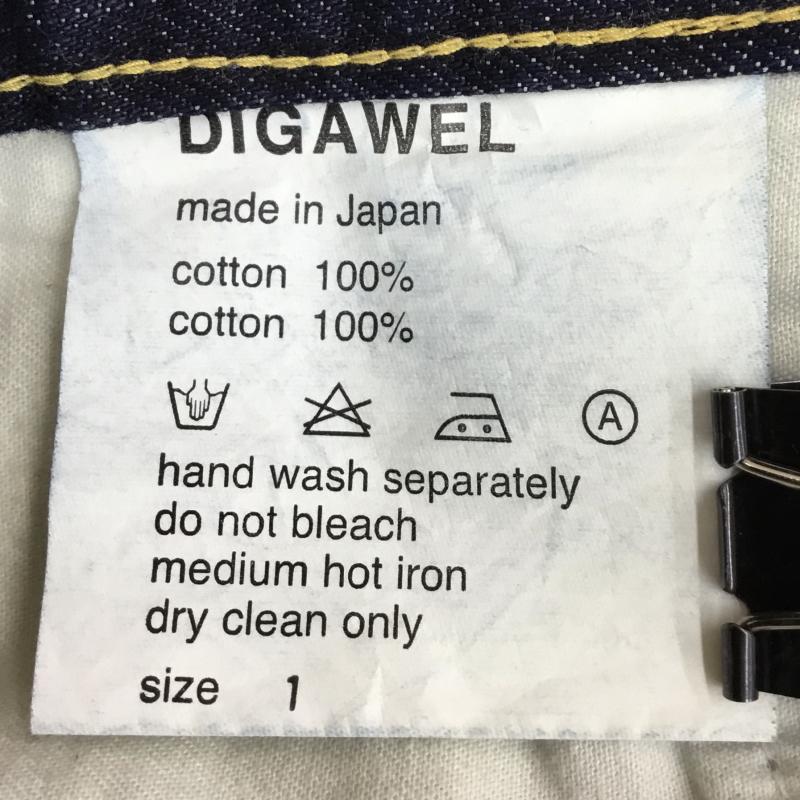 DIGAWEL
made in Japan
cotton 100%
cotton 100%
A
hand wash separately
do not bleach
medium hot iron
dry clean only
size 1